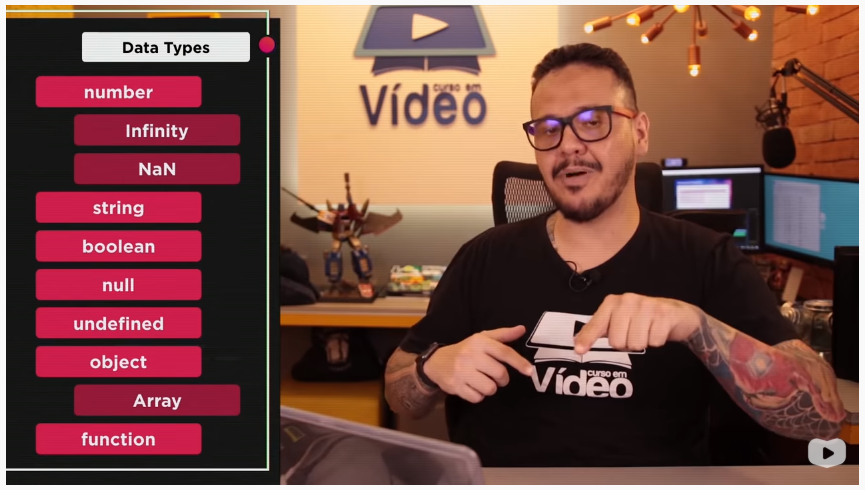 Data Types
number
Infinity
NaN
string
boolean
null
undefined
object
Array
function
curso em
Vídeo
curso em
Vídeo